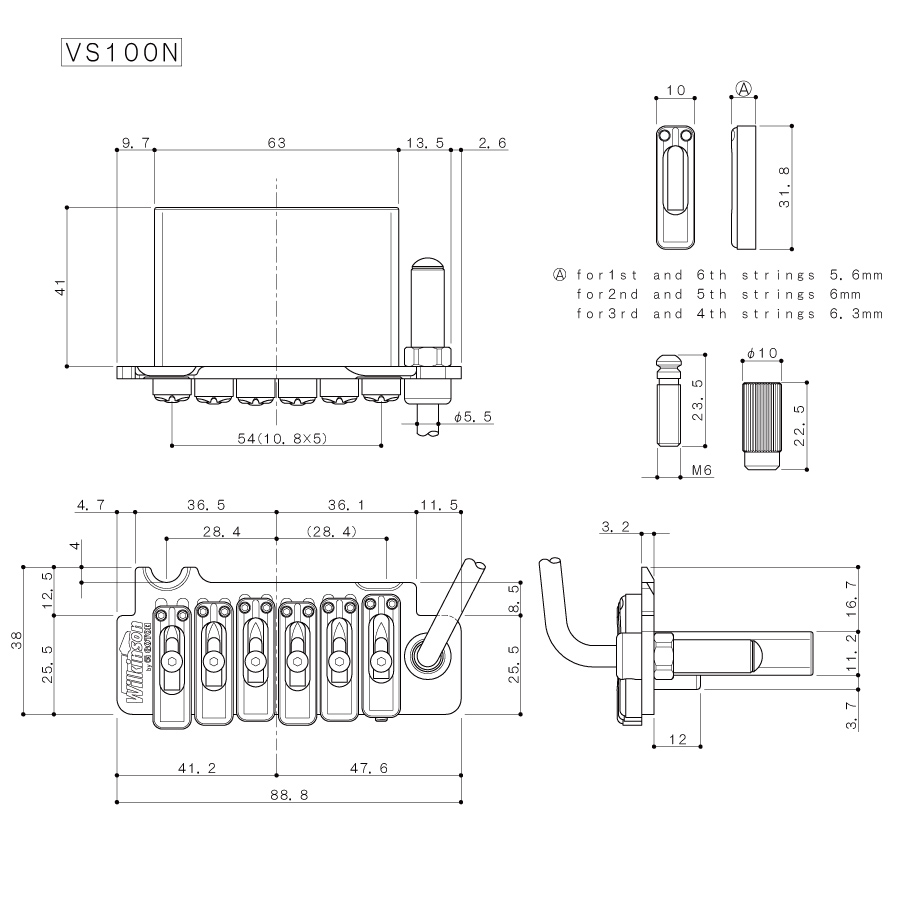 VS100N
9.7 63 13.5 2.6
41
φ5.5
54(10.8×5)
10 Ⓐ
31.8
Ⓐ for1st and 6th strings 5.6mm
for2nd and 5th strings 6mm
for3rd and 4th strings 6.3mm
23.5
M6
φ10
22.5
4.7 36.5 36.1 11.5
28.4 (28.4)
4
12.5
38
25.5
8.5
25.5
Wilkinson
by GOTOH
41.2 47.6
88.8
3.2
16.7
11.2
3.7
12